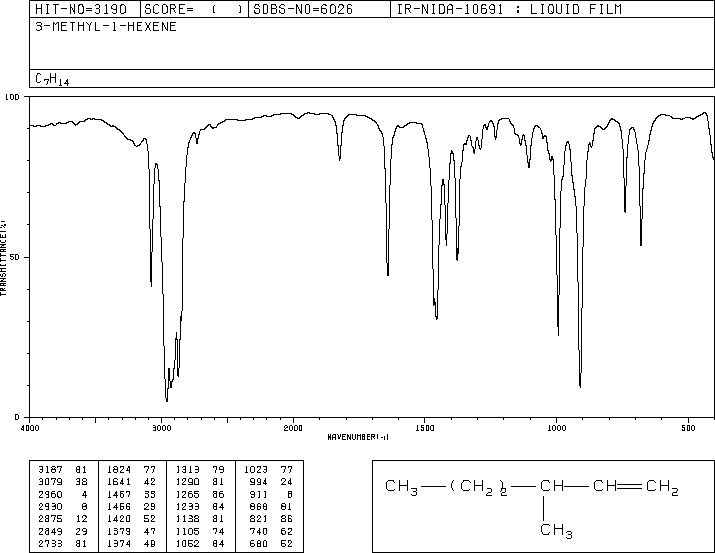 HIT-NO=3190 SCORE= ( ) SDBS-NO=6026 IR-NIDA-10691 : LIQUID FILM
3-METHYL-1-HEXENE
C7H14
100
50
0
TRANSMITTANCE(%)
4000 3000 2000 1500 1000 500
WAVENUMBER(-1)
3187 81 1824 77 1313 79 1023 77
3079 38 1641 42 1290 81 994 24
2960 4 1467 35 1265 86 911 8
2930 8 1456 29 1233 84 868 81
2875 12 1420 52 1138 81 821 86
2849 29 1379 47 1105 74 740 62
2733 81 1374 49 1052 84 680 52
CH3 (CH2)2 CH CH CH2
CH3